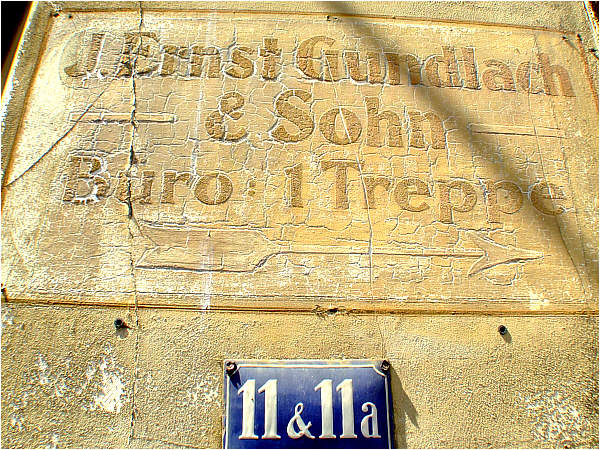 J. Ernst Gundlach
& Sohn
Büro : 1 Treppe
11 & 11a